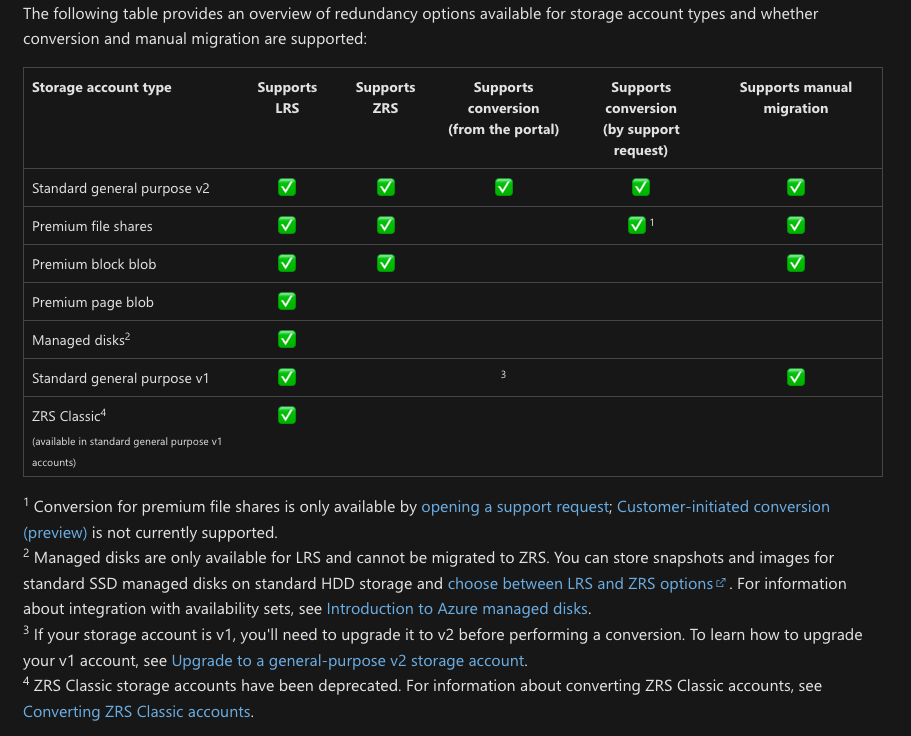 The following table provides an overview of redundancy options available for storage account types and whether
conversion and manual migration are supported:
Storage account type
Supports
LRS
Supports
ZRS
Supports
conversion
(from the portal)
Supports
conversion
(by support
request)
Supports manual
migration
Standard general purpose v2 ✅ ✅ ✅ ✅ ✅
Premium file shares ✅ ✅ ✅ 1 ✅
Premium block blob ✅ ✅ ✅
Premium page blob ✅
Managed disks2 ✅
Standard general purpose v1 ✅ 3 ✅
ZRS Classic4 ✅
(available in standard general purpose v1
accounts)
1 Conversion for premium file shares is only available by opening a support request; Customer-initiated conversion
(preview) is not currently supported.
2 Managed disks are only available for LRS and cannot be migrated to ZRS. You can store snapshots and images for
standard SSD managed disks on standard HDD storage and choose between LRS and ZRS options. For information
about integration with availability sets, see Introduction to Azure managed disks.
3 If your storage account is v1, you'll need to upgrade it to v2 before performing a conversion. To learn how to upgrade
your v1 account, see Upgrade to a general-purpose v2 storage account.
4 ZRS Classic storage accounts have been deprecated. For information about converting ZRS Classic accounts, see
Converting ZRS Classic accounts.